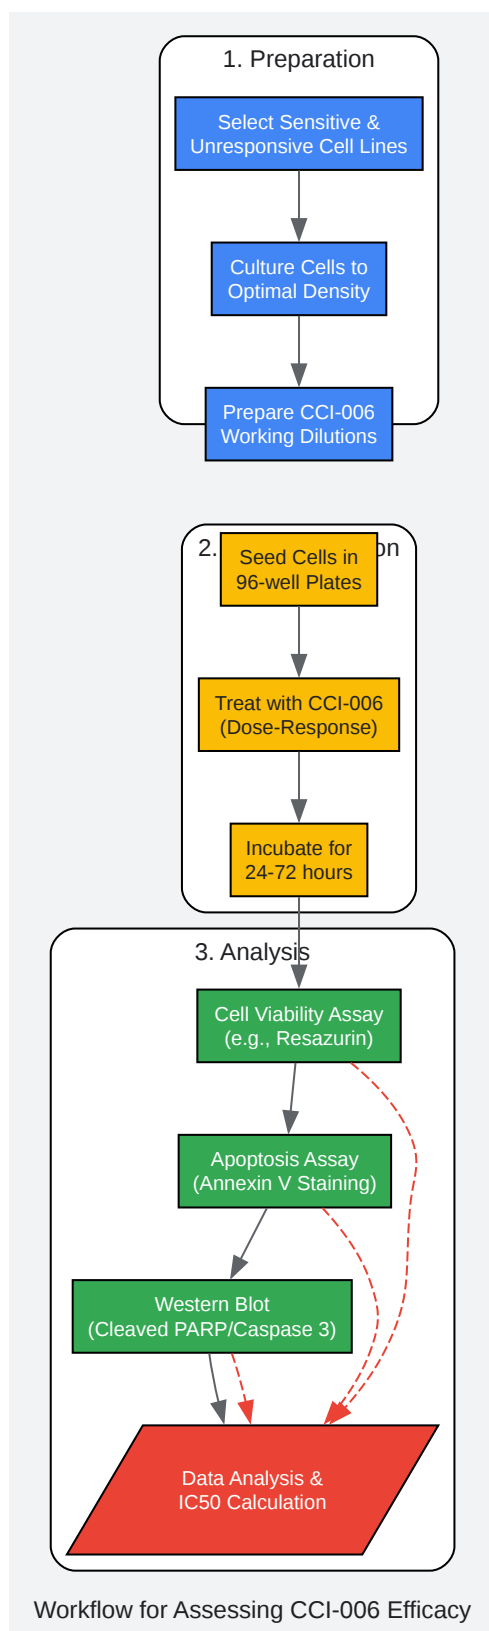 1. Preparation
Select Sensitive &
Unresponsive Cell Lines
Culture Cells to
Optimal Density
Prepare CCI-006
Working Dilutions
2. on
Seed Cells in
96-well Plates
Treat with CCI-006
(Dose-Response)
Incubate for
24-72 hours
3. Analysis
Cell Viability Assay
(e.g., Resazurin)
Apoptosis Assay
(Annexin V Staining)
Western Blot
(Cleaved PARP/Caspase 3)
Data Analysis &
IC50 Calculation
Workflow for Assessing CCI-006 Efficacy